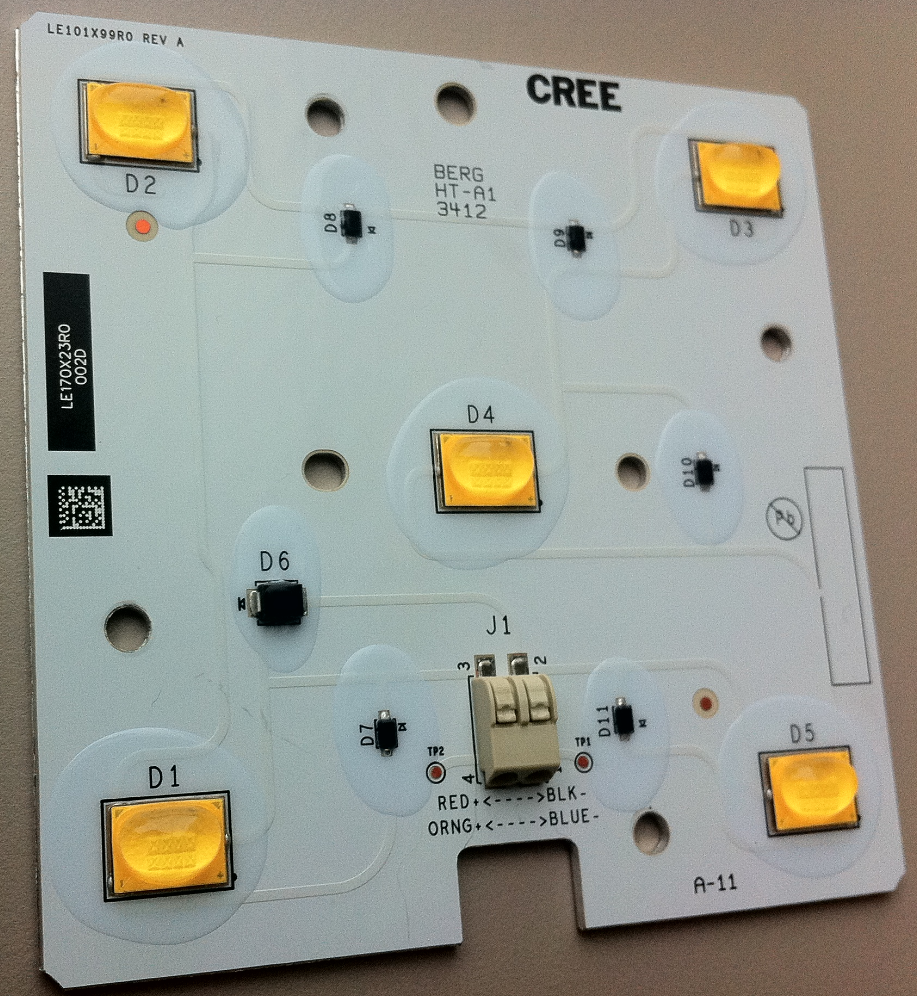 LE101X99R0 REV A
CREE
D2
BERG
HT-A1
3412
D3
D8
D9
LE170X23R0
002D
D4
D10
Pb
D6
J1
3
2
D7
D11
D5
TP2
TP1
D1
4
1
RED+<---->BLK-
ORNG+<---->BLUE-
A-11